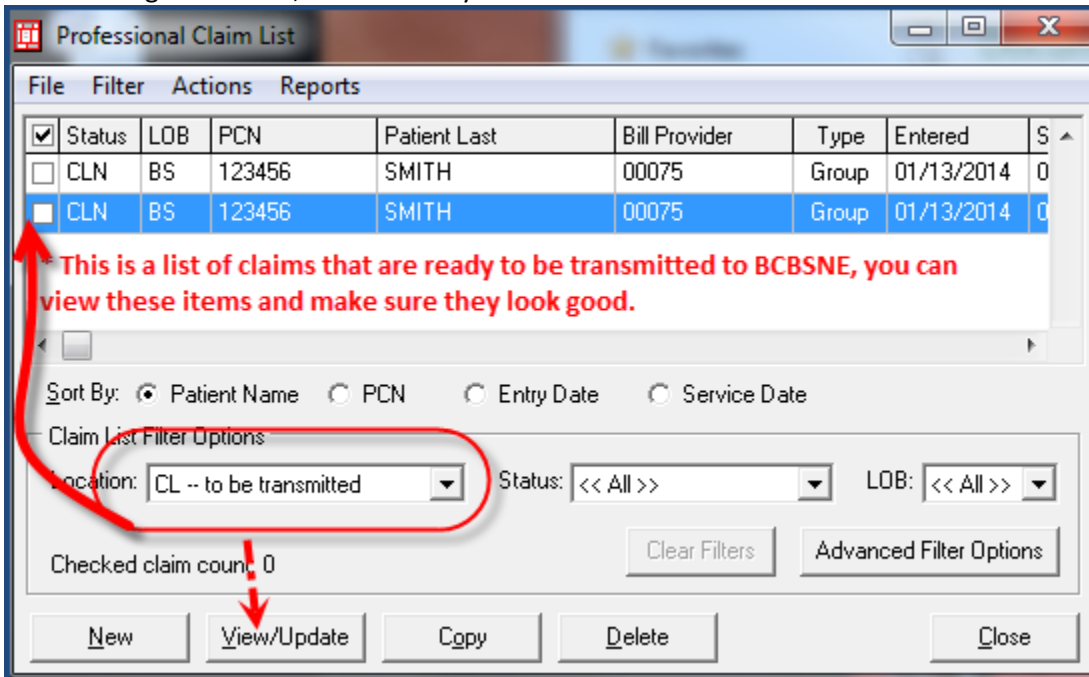 Professional Claim List
File Filter Actions Reports
Status LOB PCN Patient Last Bill Provider Type Entered S
CLN BS 123456 SMITH 00075 Group 01/13/2014 0
CLN BS 123456 SMITH 00075 Group 01/13/2014 0
* This is a list of claims that are ready to be transmitted to BCBSNE, you can
view these items and make sure they look good.
Sort By: Patient Name PCN Entry Date Service Date
Claim List Filter Options
Location: CL -- to be transmitted Status: << All >> LOB: << All >>
Checked claim count: 0 Clear Filters Advanced Filter Options
New View/Update Copy Delete Close